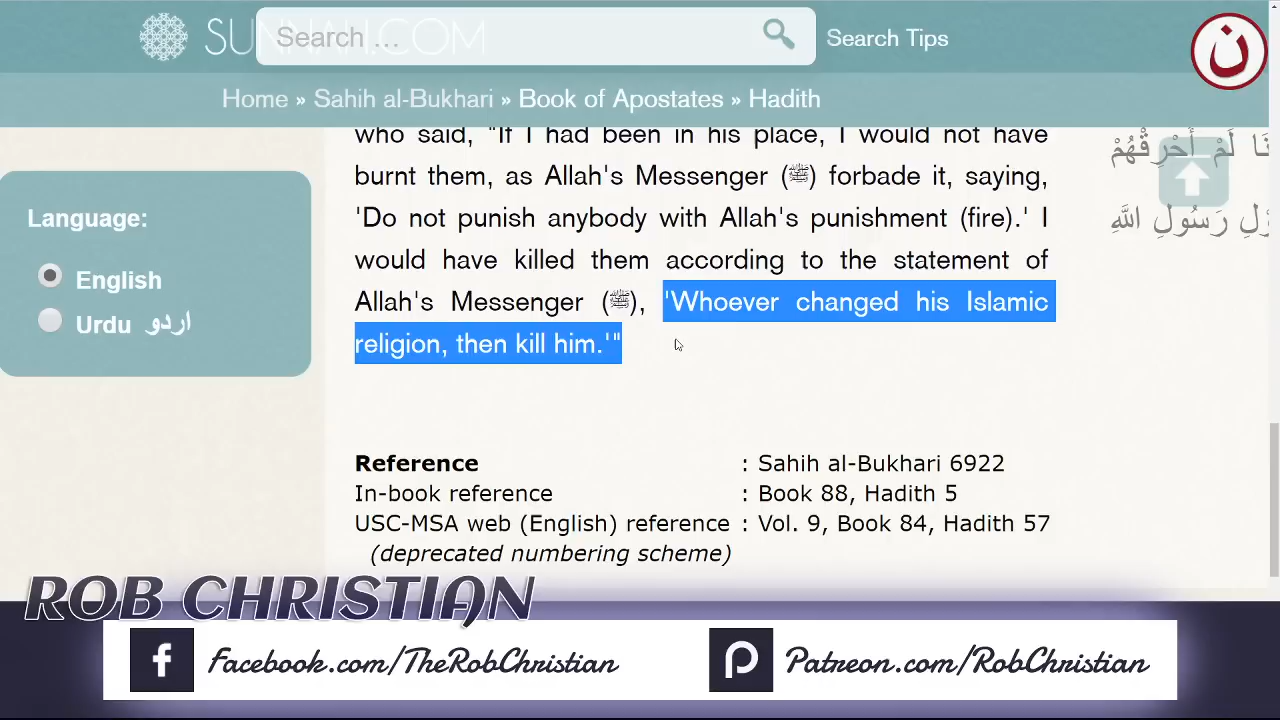 SUNNAH.COM
Search ...
Search Tips
ن
Home » Sahih al-Bukhari » Book of Apostates » Hadith
who said, "If I had been in his place, I would not have
burnt them, as Allah's Messenger (ﷺ) forbade it, saying,
'Do not punish anybody with Allah's punishment (fire).' I
would have killed them according to the statement of
Allah's Messenger (ﷺ), 'Whoever changed his Islamic
religion, then kill him.'"
لَمْ أُحْرِقْهُمْ
رَسُولِ اللَّهِ
Language:
English
Urdu اردو
Reference : Sahih al-Bukhari 6922
In-book reference : Book 88, Hadith 5
USC-MSA web (English) reference : Vol. 9, Book 84, Hadith 57
(deprecated numbering scheme)
ROB CHRISTIAN
Facebook.com/TheRobChristian
Patreon.com/RobChristian